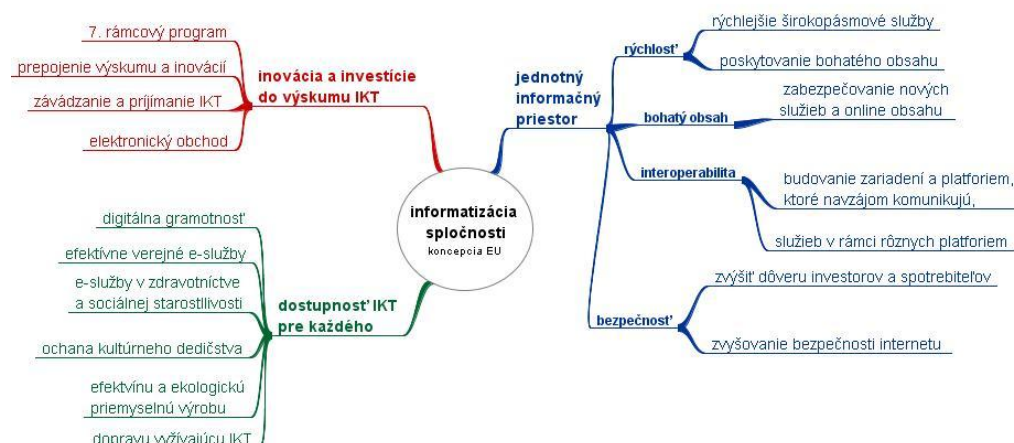 7. rámcový program
prepojenie výskumu a inovácií
závádzanie a príjímanie IKT
elektronický obchod
inovácia a investície
do výskumu IKT
informatizácia
spločnosti
koncepcia EU
digitálna gramotnosť
efektívne verejné e-služby
e-služby v zdravotníctve
a sociálnej starostllivosti
ochana kultúrneho dedičstva
efektvínu a ekologickú
priemyselnú výrobu
dopravu vyžívajúcu IKT
dostupnosť IKT
pre každého
jednotný
informačný
priestor
rýchlosť
rýchlejšie širokopásmové služby
poskytovanie bohatého obsahu
bohatý obsah
zabezpečovanie nových
služieb a online obsahu
interoperabilita
budovanie zariadení a platforiem,
ktoré navzájom komunikujú,
služieb v rámci rôznych platforiem
bezpečnosť
zvýšiť dôveru investorov a spotrebiteľov
zvyšovanie bezpečnosti internetu